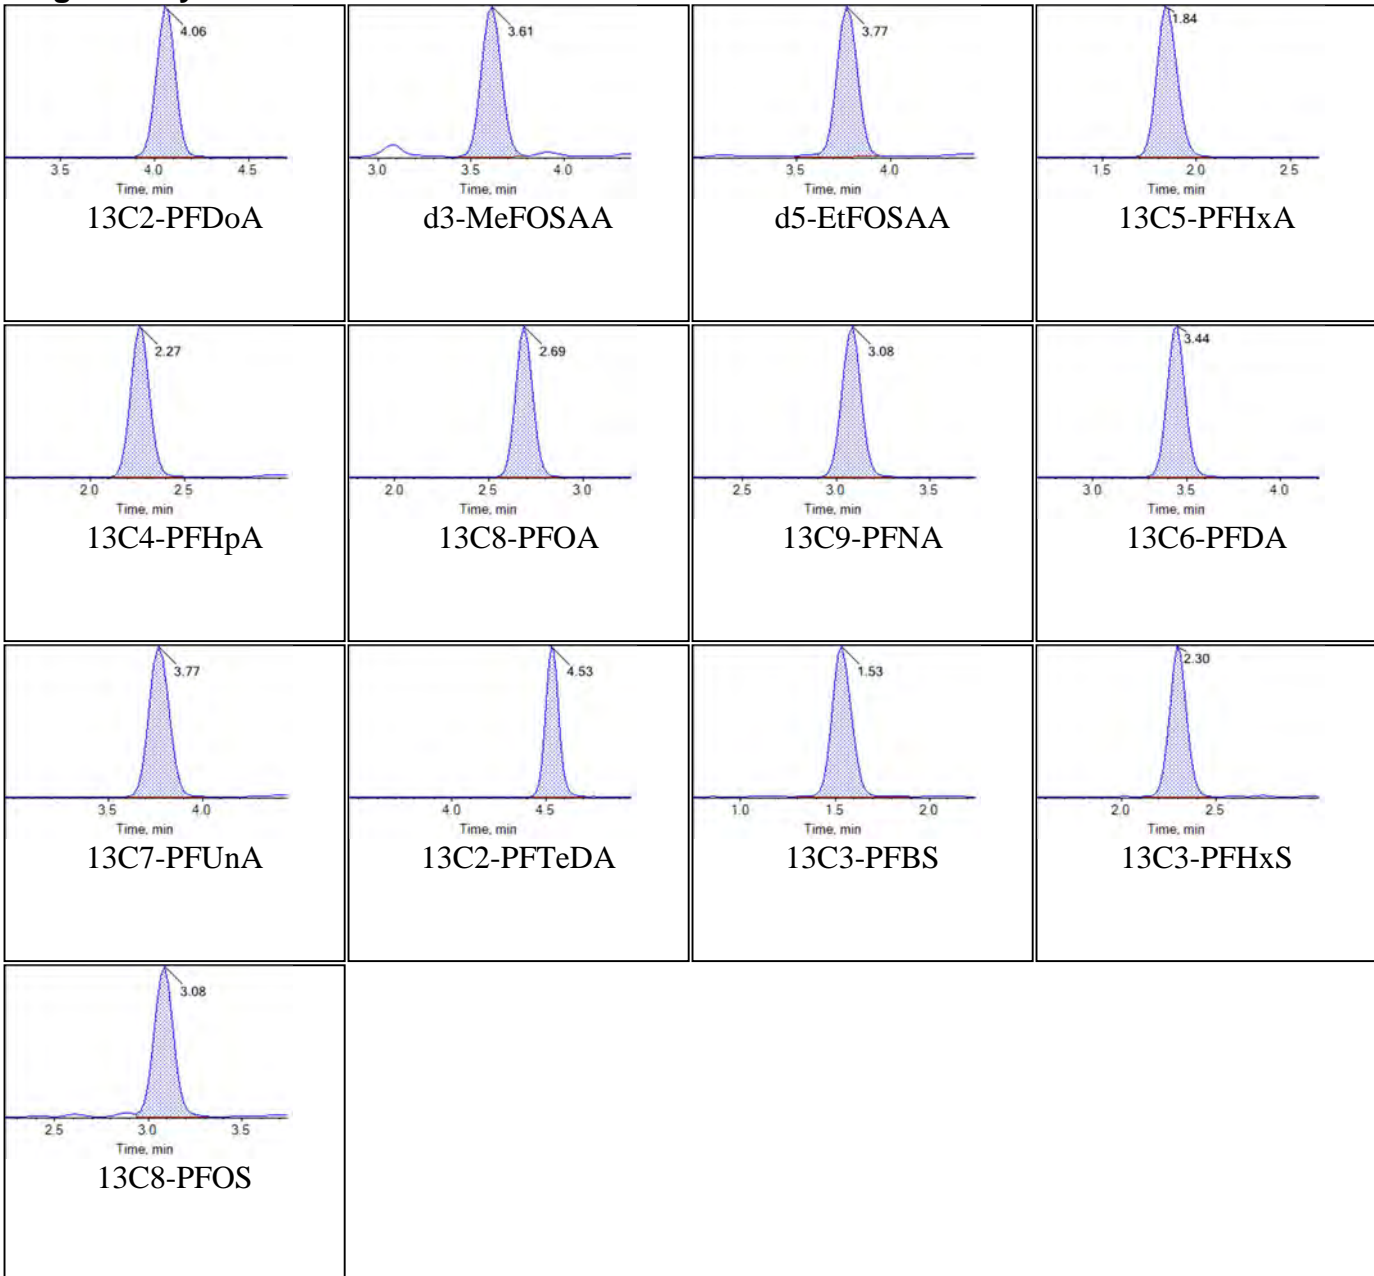 4.06
3.5 4.0 4.5
Time, min
13C2-PFDoA
3.61
3.0 3.5 4.0
Time, min
d3-MeFOSAA
3.77
3.5 4.0
Time, min
d5-EtFOSAA
1.84
1.5 2.0 2.5
Time, min
13C5-PFHxA
2.27
2.0 2.5
Time, min
13C4-PFHpA
2.69
2.0 2.5 3.0
Time, min
13C8-PFOA
3.08
2.5 3.0 3.5
Time, min
13C9-PFNA
3.44
3.0 3.5 4.0
Time, min
13C6-PFDA
3.77
3.5 4.0
Time, min
13C7-PFUnA
4.53
4.0 4.5
Time, min
13C2-PFTeDA
1.53
1.0 1.5 2.0
Time, min
13C3-PFBS
2.30
2.0 2.5
Time, min
13C3-PFHxS
3.08
2.5 3.0 3.5
Time, min
13C8-PFOS